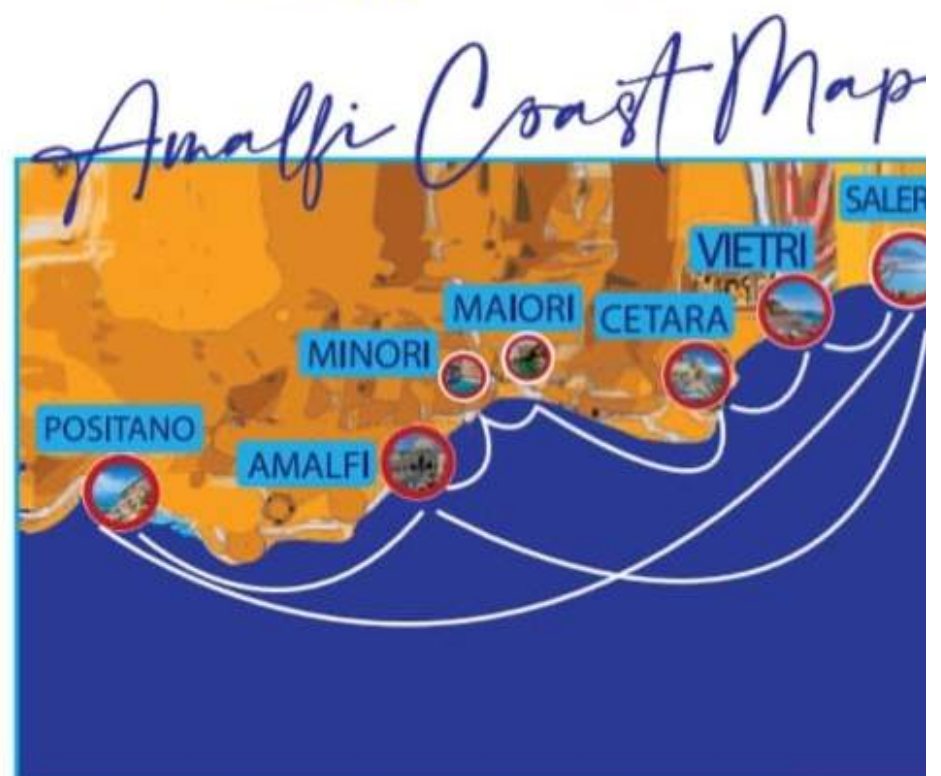 Amalfi Coast Map
SALER
VIETRI
MAIORI
CETARA
MINORI
POSITANO
AMALFI